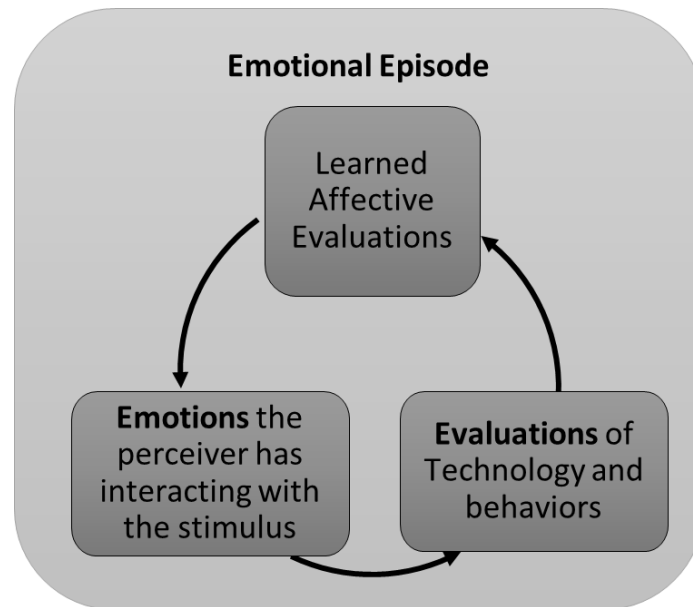 Emotional Episode
Learned
Affective
Evaluations
Emotions the
perceiver has
interacting with
the stimulus
Evaluations of
Technology and
behaviors